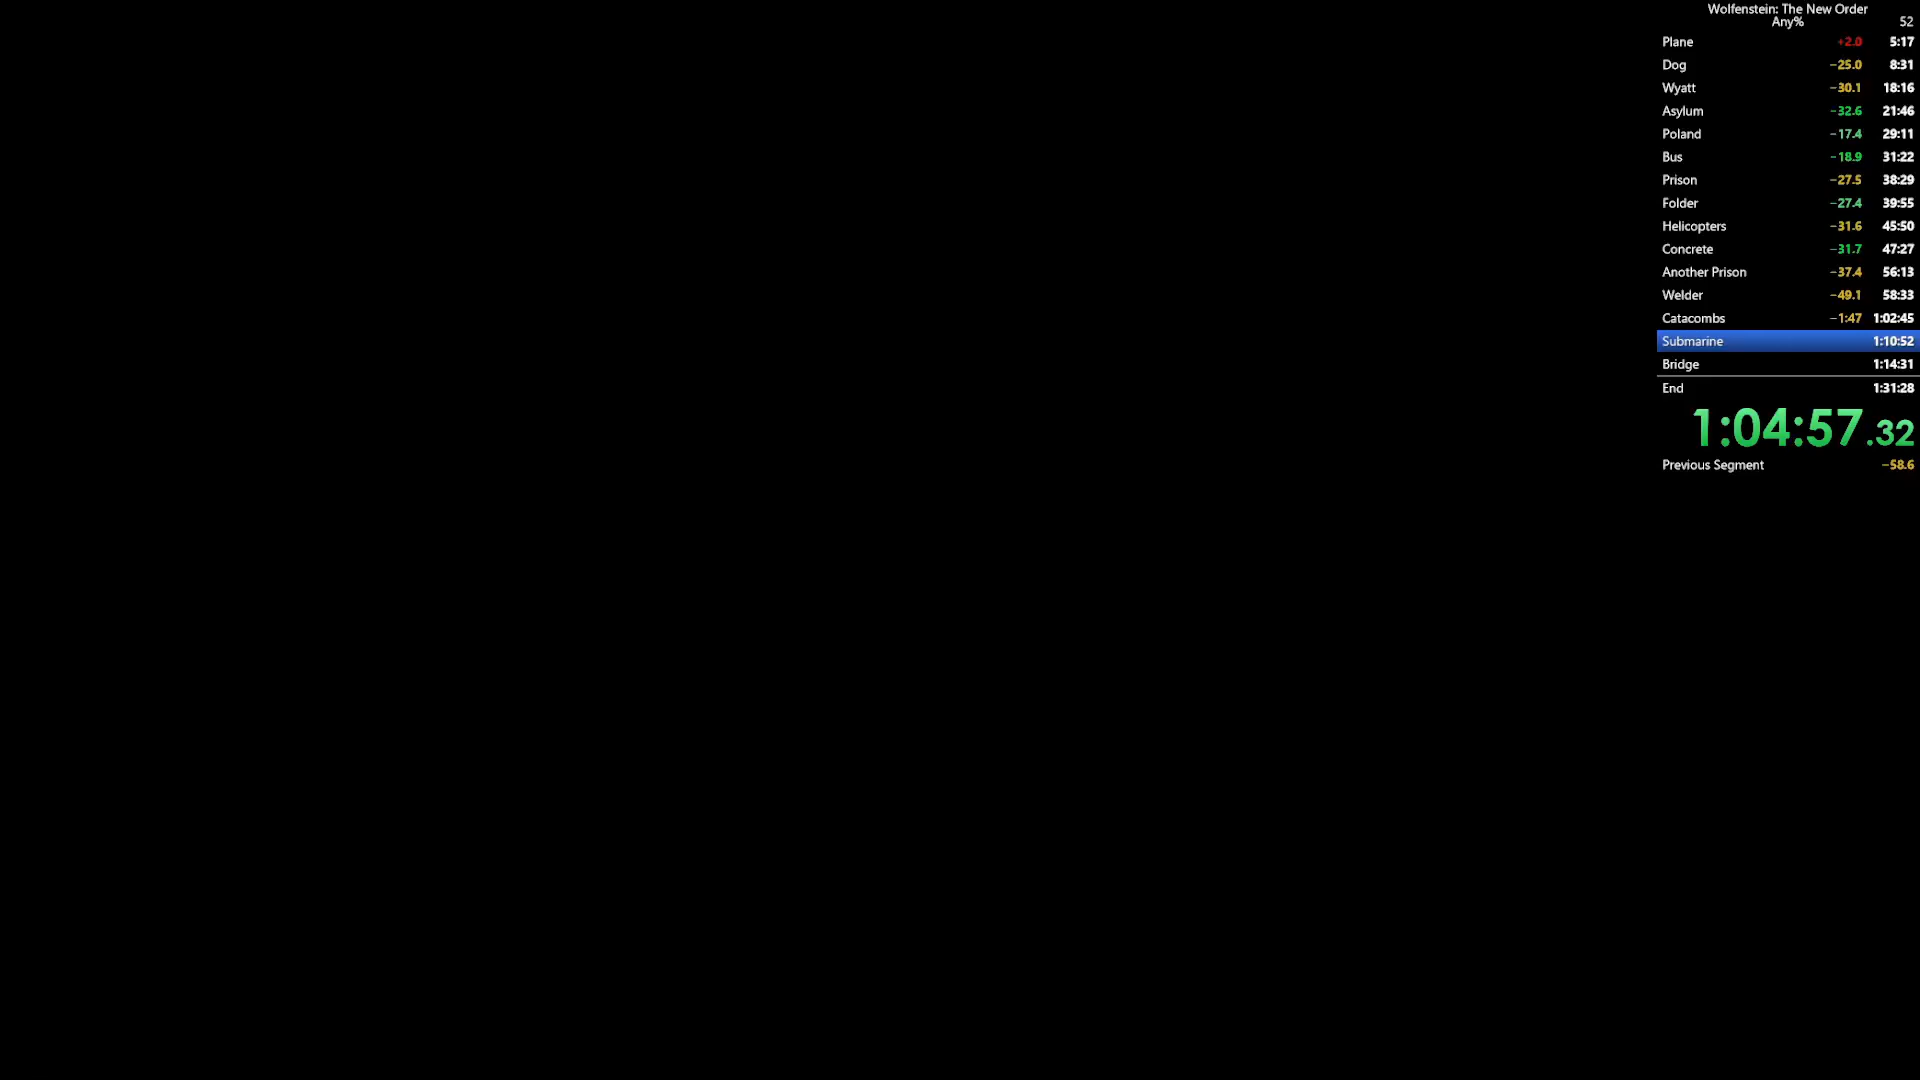 Wolfenstein: The New Order
Any% 52
Plane +2.0 5:17
Dog −25.0 8:31
Wyatt −30.1 18:16
Asylum −32.6 21:46
Poland −17.4 29:11
Bus −18.9 31:22
Prison −27.5 38:29
Folder −27.4 39:55
Helicopters −31.6 45:50
Concrete −31.7 47:27
Another Prison −37.4 56:13
Welder −49.1 58:33
Catacombs −1:47 1:02:45
Submarine 1:10:52
Bridge 1:14:31
End 1:31:28
1:04:57.32
Previous Segment −58.6